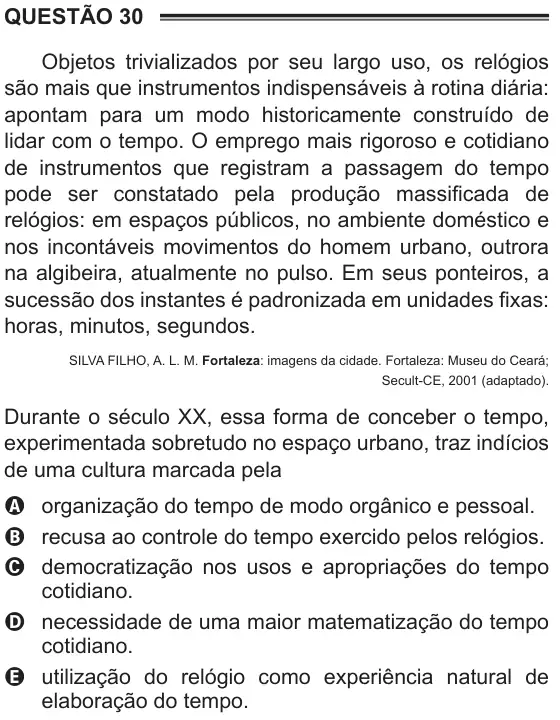 QUESTÃO 30
Objetos trivializados por seu largo uso, os relógios
são mais que instrumentos indispensáveis à rotina diária:
apontam para um modo historicamente construído de
lidar com o tempo. O emprego mais rigoroso e cotidiano
de instrumentos que registram a passagem do tempo
pode ser constatado pela produção massificada de
relógios: em espaços públicos, no ambiente doméstico e
nos incontáveis movimentos do homem urbano, outrora
na algibeira, atualmente no pulso. Em seus ponteiros, a
sucessão dos instantes é padronizada em unidades fixas:
horas, minutos, segundos.
SILVA FILHO, A. L. M. Fortaleza: imagens da cidade. Fortaleza: Museu do Ceará;
Secult-CE, 2001 (adaptado).
Durante o século XX, essa forma de conceber o tempo,
experimentada sobretudo no espaço urbano, traz indícios
de uma cultura marcada pela
A organização do tempo de modo orgânico e pessoal.
B recusa ao controle do tempo exercido pelos relógios.
C democratização nos usos e apropriações do tempo
cotidiano.
D necessidade de uma maior matematização do tempo
cotidiano.
E utilização do relógio como experiência natural de
elaboração do tempo.